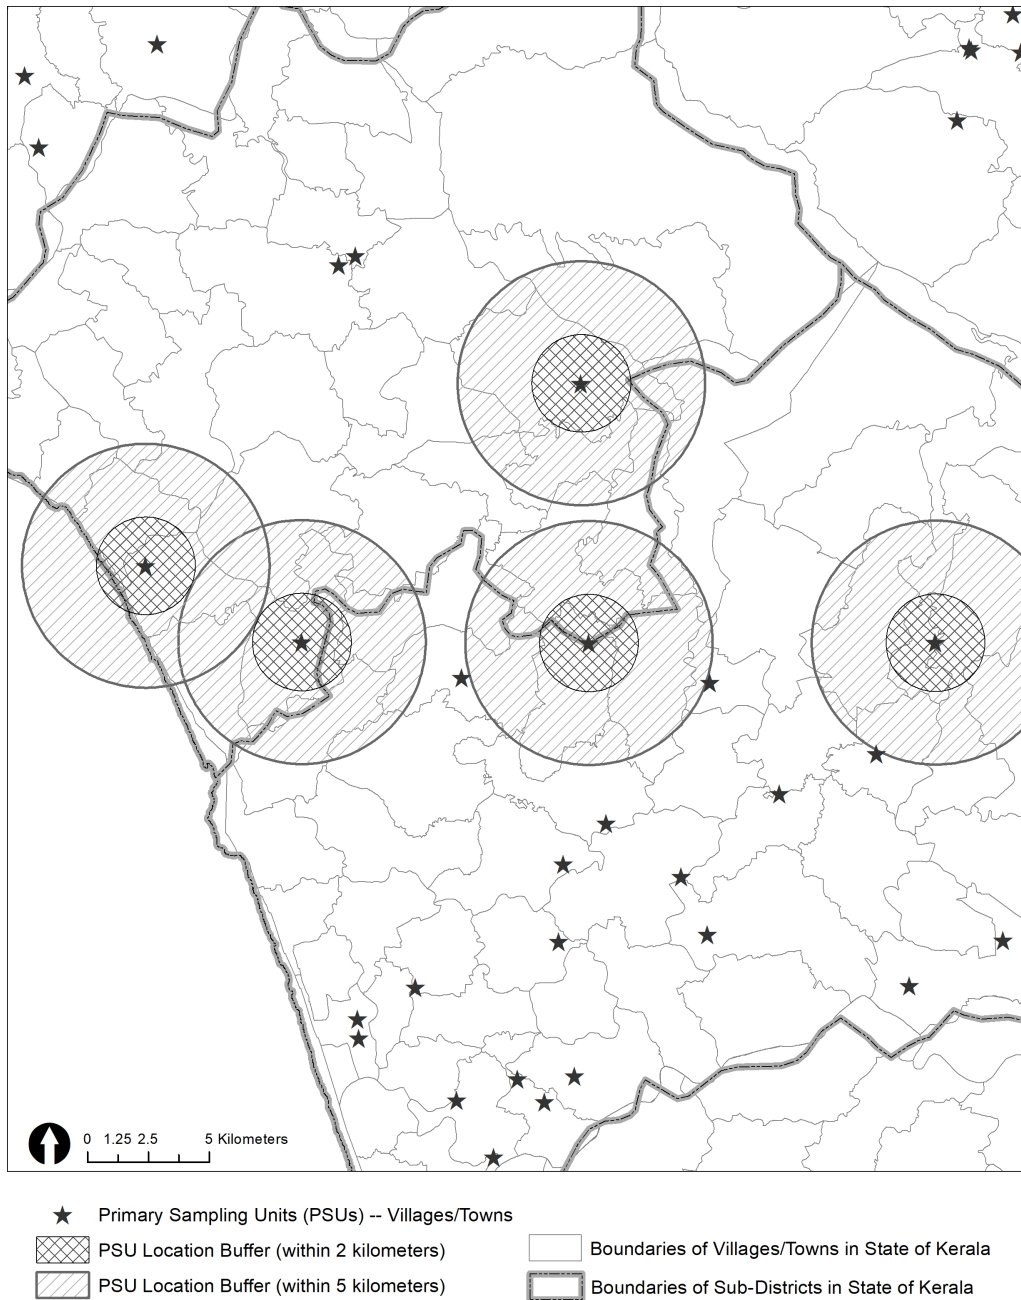 0 1.25 2.5 5 Kilometers
Primary Sampling Units (PSUs) -- Villages/Towns
PSU Location Buffer (within 2 kilometers)
Boundaries of Villages/Towns in State of Kerala
PSU Location Buffer (within 5 kilometers)
Boundaries of Sub-Districts in State of Kerala